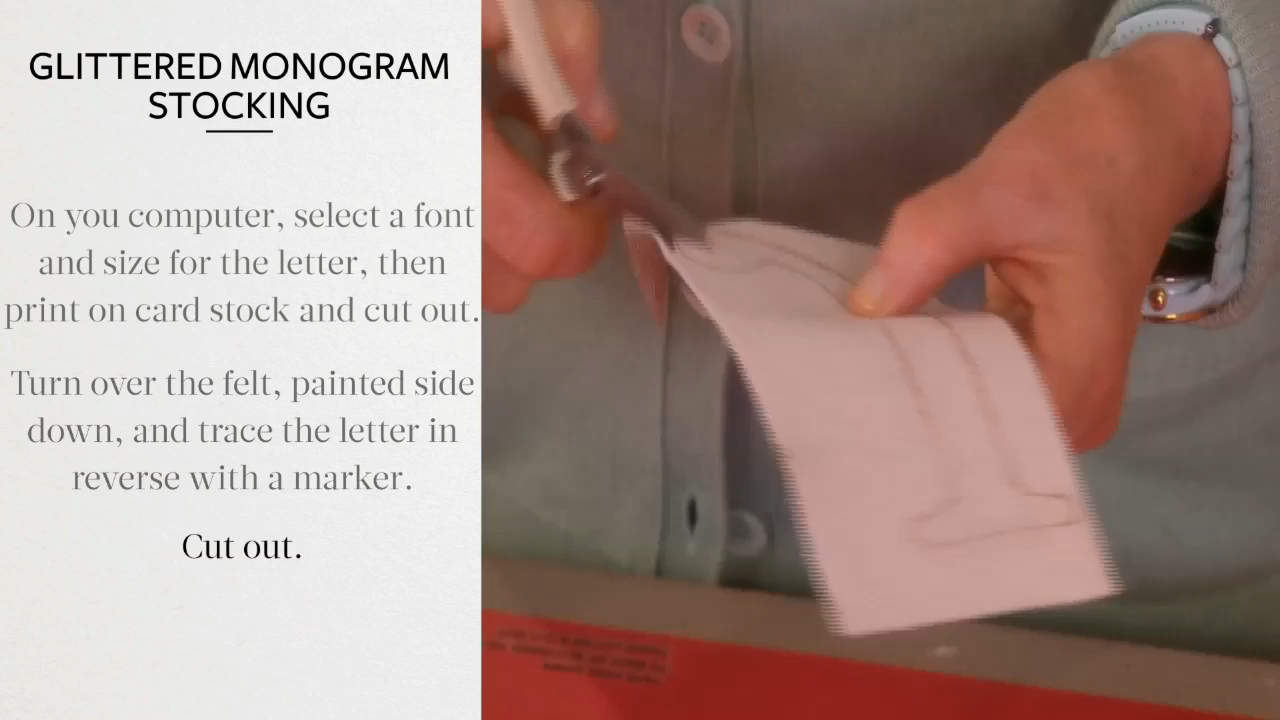 GLITTERED MONOGRAM
STOCKING
On you computer, select a font
and size for the letter, then
print on card stock and cut out.
Turn over the felt, painted side
down, and trace the letter in
reverse with a marker.
Cut out.